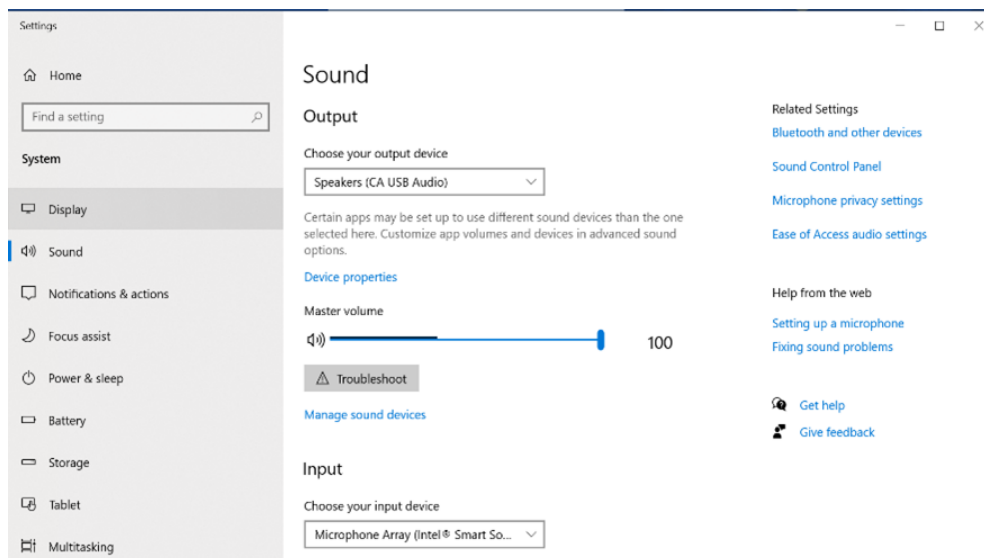 Settings
Home
Find a setting
System
Display
Sound
Notifications & actions
Focus assist
Power & sleep
Battery
Storage
Tablet
Multitasking
Sound
Output
Choose your output device
Speakers (CA USB Audio)
Certain apps may be set up to use different sound devices than the one
selected here. Customize app volumes and devices in advanced sound
options.
Device properties
Master volume
100
Troubleshoot
Manage sound devices
Input
Choose your input device
Microphone Array (Intel® Smart So...
Related Settings
Bluetooth and other devices
Sound Control Panel
Microphone privacy settings
Ease of Access audio settings
Help from the web
Setting up a microphone
Fixing sound problems
Get help
Give feedback